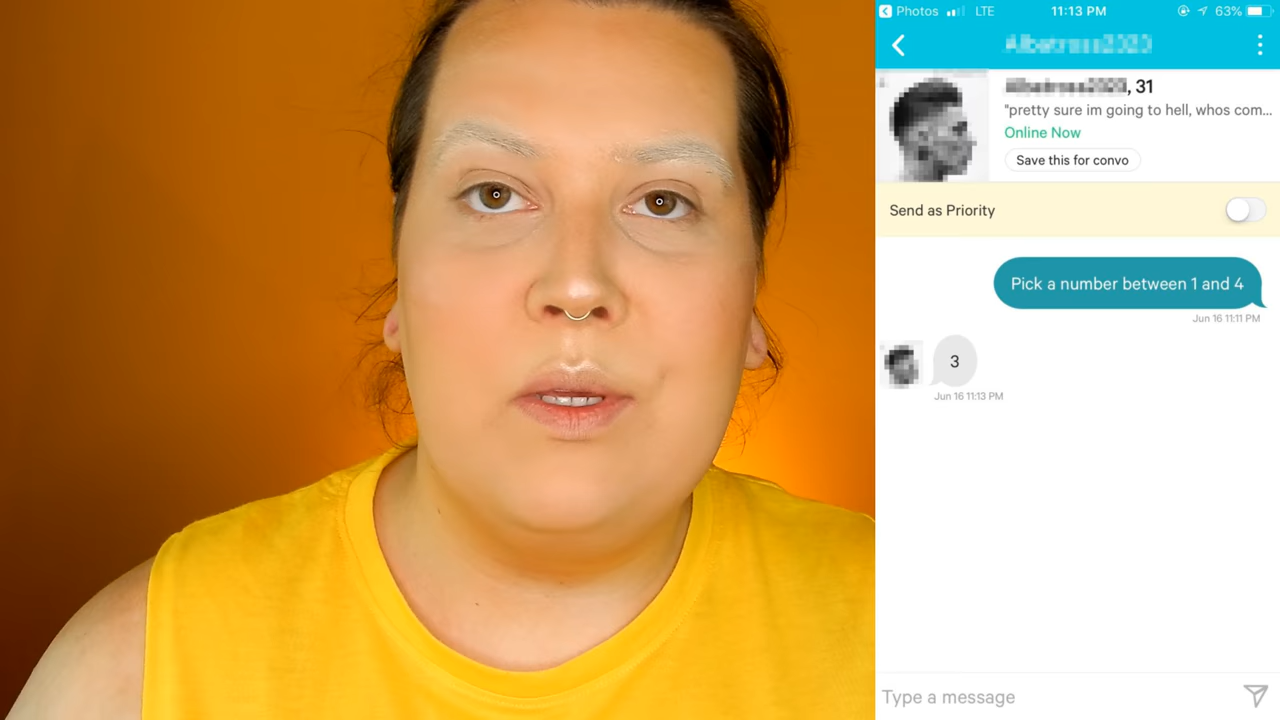 Photos LTE 11:13 PM 63%
, 31
"pretty sure im going to hell, whos com...
Online Now
Save this for convo
Send as Priority
Pick a number between 1 and 4
Jun 16 11:11 PM
3
Jun 16 11:13 PM
Type a message